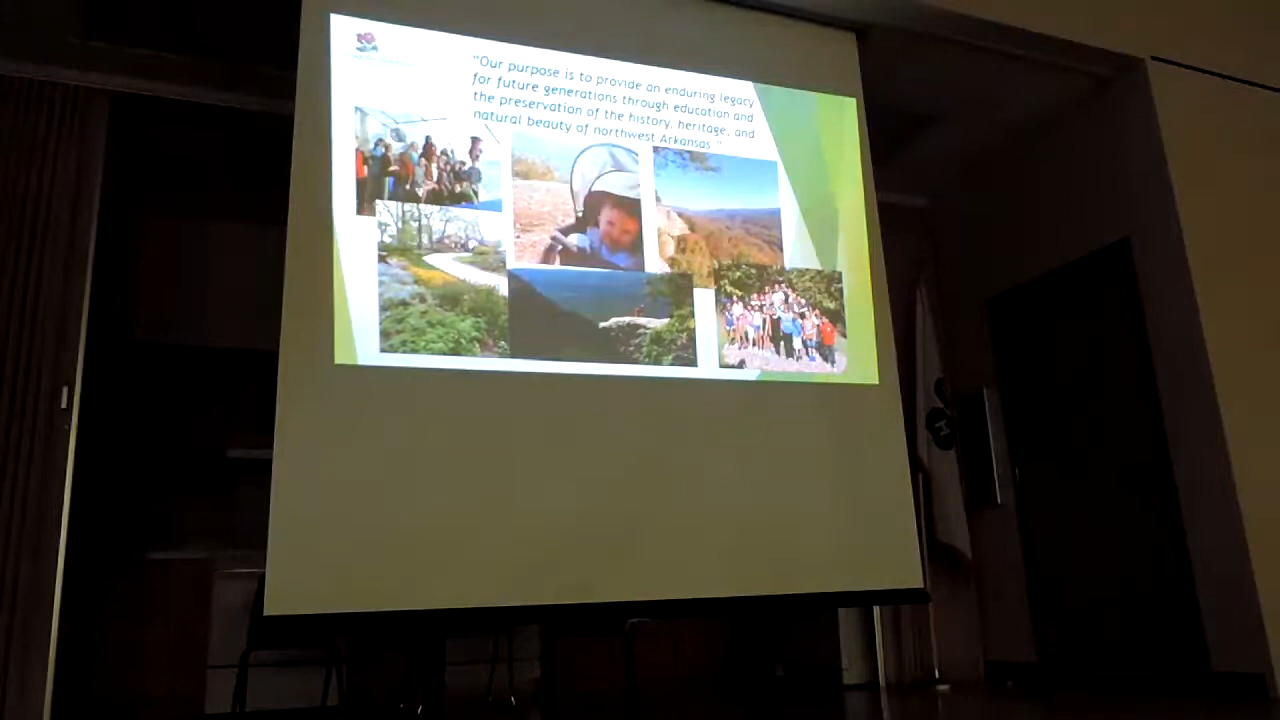 "Our purpose is to provide an enduring legacy
for future generations through education and
the preservation of the history, heritage, and
natural beauty of northwest Arkansas."
H